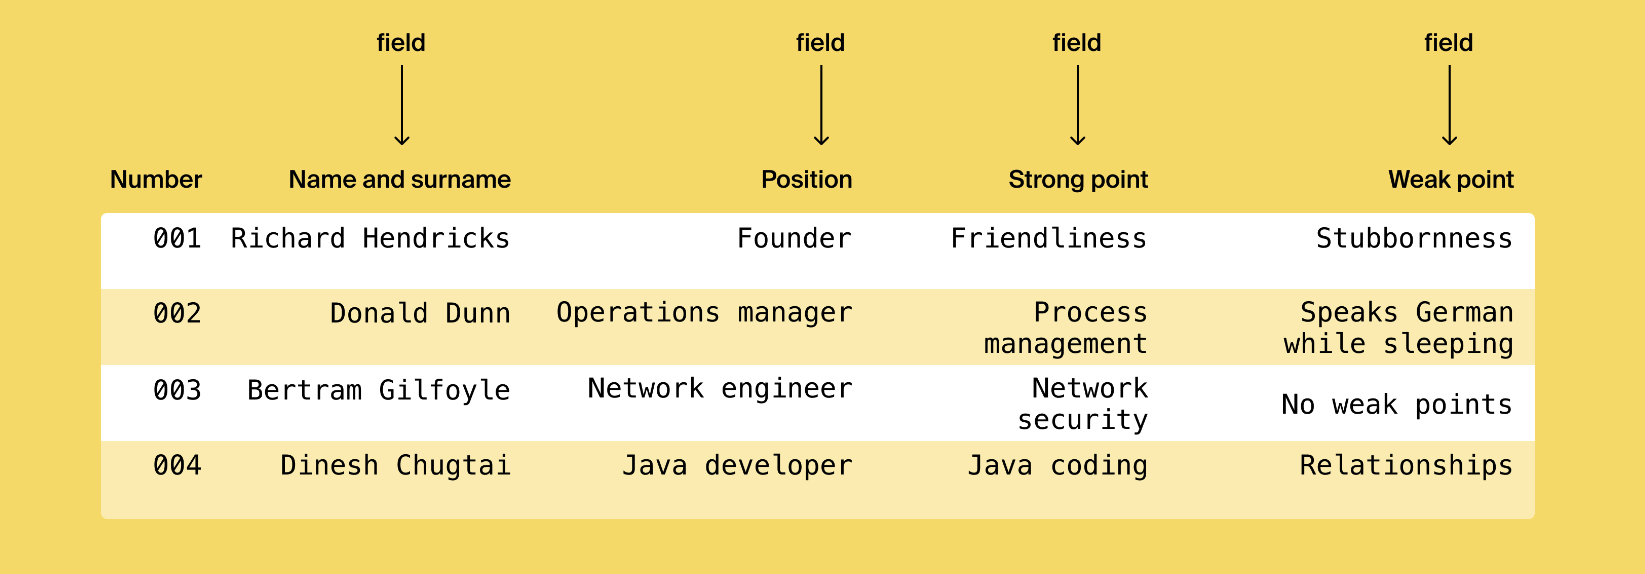 field field field field
Number Name and surname Position Strong point Weak point
001 Richard Hendricks Founder Friendliness Stubbornness
002 Donald Dunn Operations manager Process management Speaks German while sleeping
003 Bertram Gilfoyle Network engineer Network security No weak points
004 Dinesh Chugtai Java developer Java coding Relationships